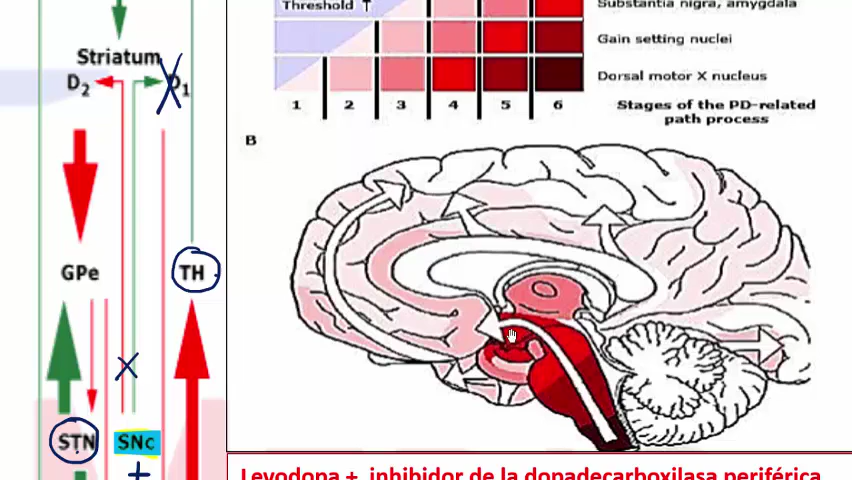 Threshold ↑
Substantia nigra, amygdala
Gain setting nuclei
Dorsal motor X nucleus
1 2 3 4 5 6
Stages of the PD-related
path process
B
Striatum
D2 D1
GPe
TH
STN
SNc
+
Levodopa + inhibidor de la dopadecarboxilasa periférica